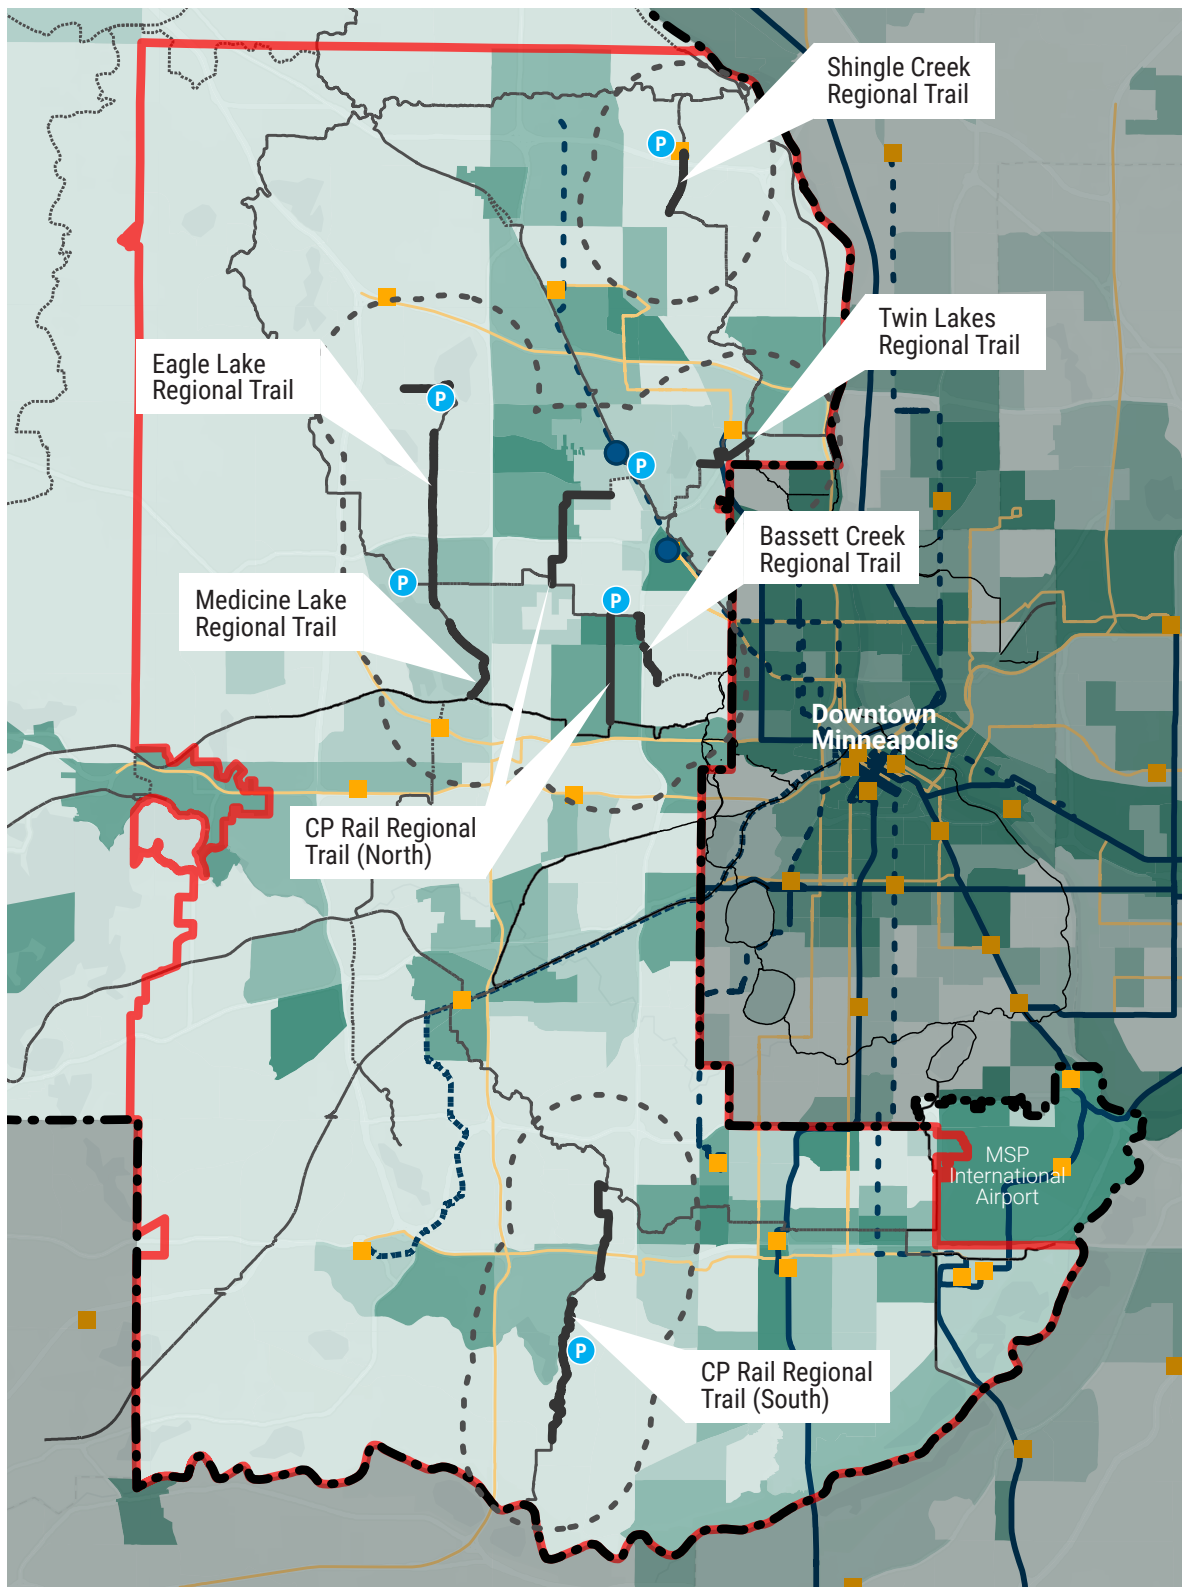 Shingle Creek
Regional Trail
P
Twin Lakes
Regional Trail
Eagle Lake
Regional Trail
P
P
Bassett Creek
Regional Trail
P
P
Medicine Lake
Regional Trail
Downtown
Minneapolis
CP Rail Regional
Trail (North)
MSP
International
Airport
P
CP Rail Regional
Trail (South)